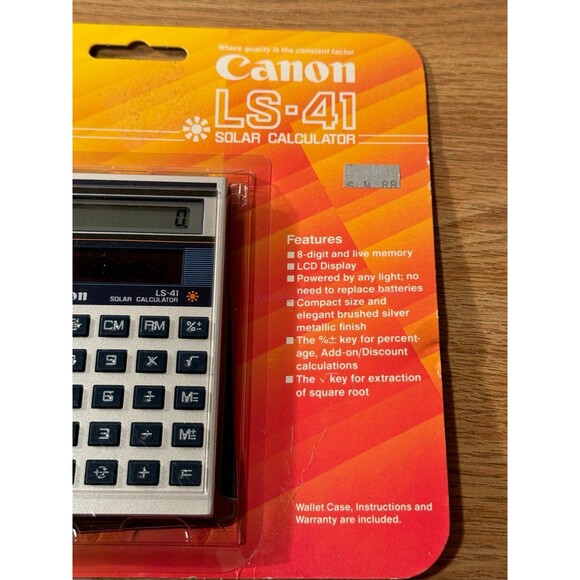 Where quality is the constant factor
Canon
LS-41
SOLAR CALCULATOR
$ 4.88
0.
Features
8-digit and live memory
LCD Display
Powered by any light; no
need to replace batteries
Compact size and
elegant brushed silver
metallic finish
The %± key for percent-
age, Add-on/Discount
calculations
The √ key for extraction
of square root
on
LS-41
SOLAR CALCULATOR
CM RM %±
× √
6 ÷ M=
3 M±
=
Wallet Case, Instructions and
Warranty are included.